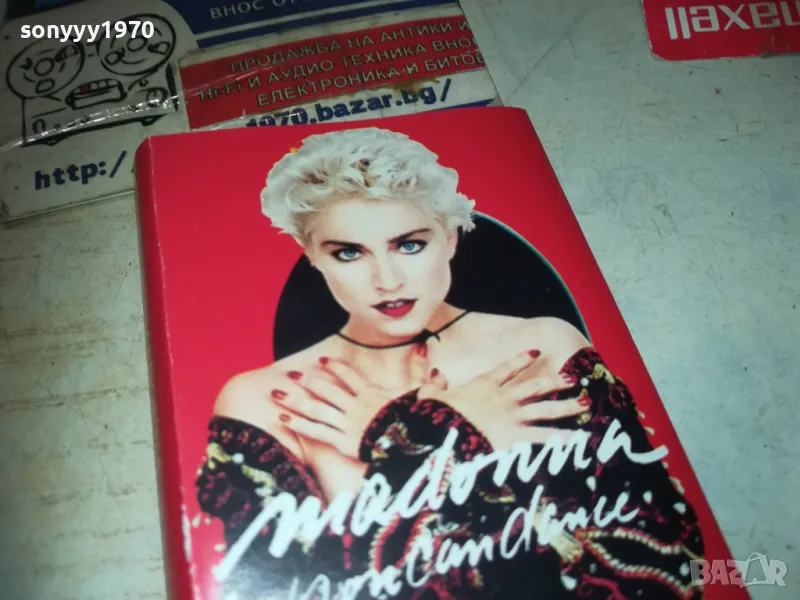 sonyyy1970
ВНОС ОТ
ПРОДАЖБА НА АНТИКИ И
HI-FI И АУДИО ТЕХНИКА ВНОС
ЕЛЕКТРОНИКА И БИТОВ
1970.bazar.bg/
http:/
maxell
madonna
you can dance
BAZAR.bg